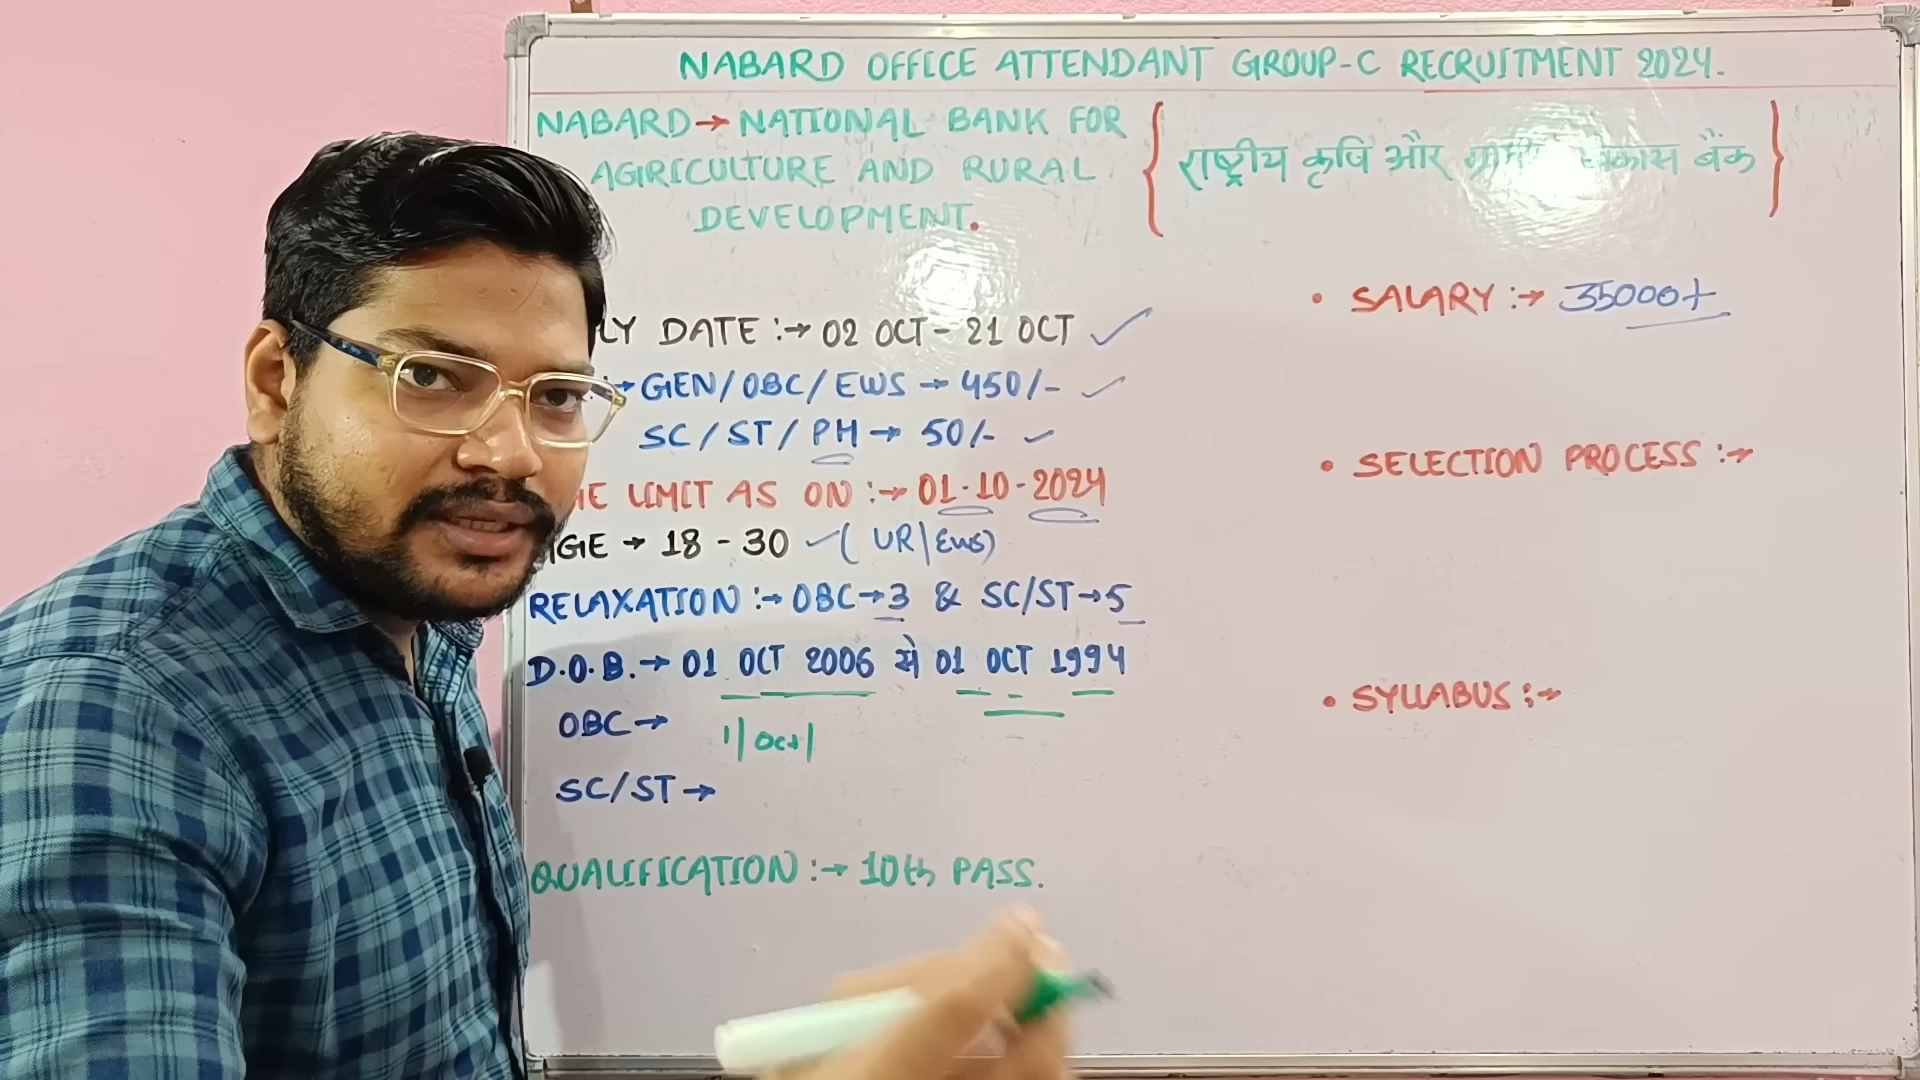 NABARD OFFICE ATTENDANT GROUP-C RECRUITMENT 2024.
NABARD → NATIONAL BANK FOR
AGRICULTURE AND RURAL
DEVELOPMENT.
{ राष्ट्रीय कृषि और बैंक }
DATE :→ 02 OCT - 21 OCT ✓
:→ GEN/OBC/EWS → 450/- ✓
SC/ST/PH → 50/- ✓
LIMIT AS ON :→ 01-10-2024
AGE → 18 - 30 ✓ ( UR|EWS)
RELAXATION :→ OBC→3 & SC/ST→5
D.O.B.→ 01 OCT 2006 से 01 OCT 1994
OBC →
1|Oct|
SC/ST →
QUALIFICATION :→ 10th PASS.
• SALARY :→ 35000+
• SELECTION PROCESS :→
• SYLLABUS :→